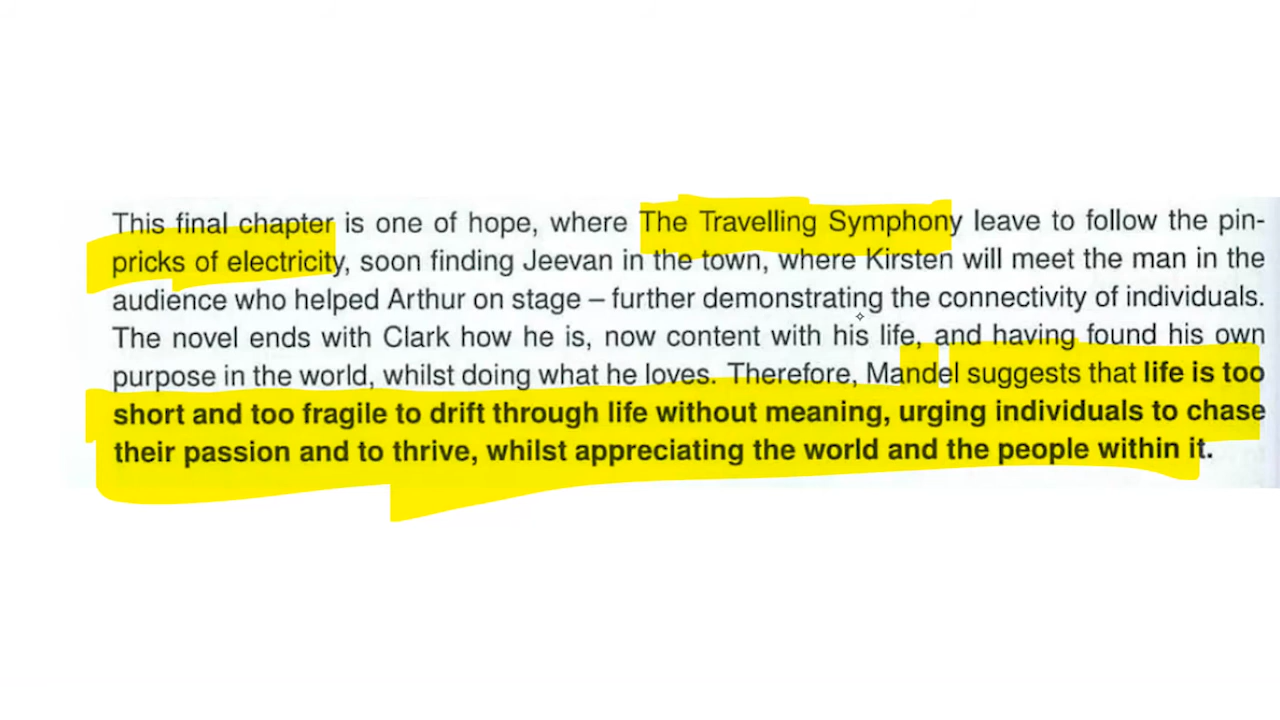 This final chapter is one of hope, where The Travelling Symphony leave to follow the pin-
pricks of electricity, soon finding Jeevan in the town, where Kirsten will meet the man in the
audience who helped Arthur on stage – further demonstrating the connectivity of individuals.
The novel ends with Clark how he is, now content with his life, and having found his own
purpose in the world, whilst doing what he loves. Therefore, Mandel suggests that life is too
short and too fragile to drift through life without meaning, urging individuals to chase
their passion and to thrive, whilst appreciating the world and the people within it.